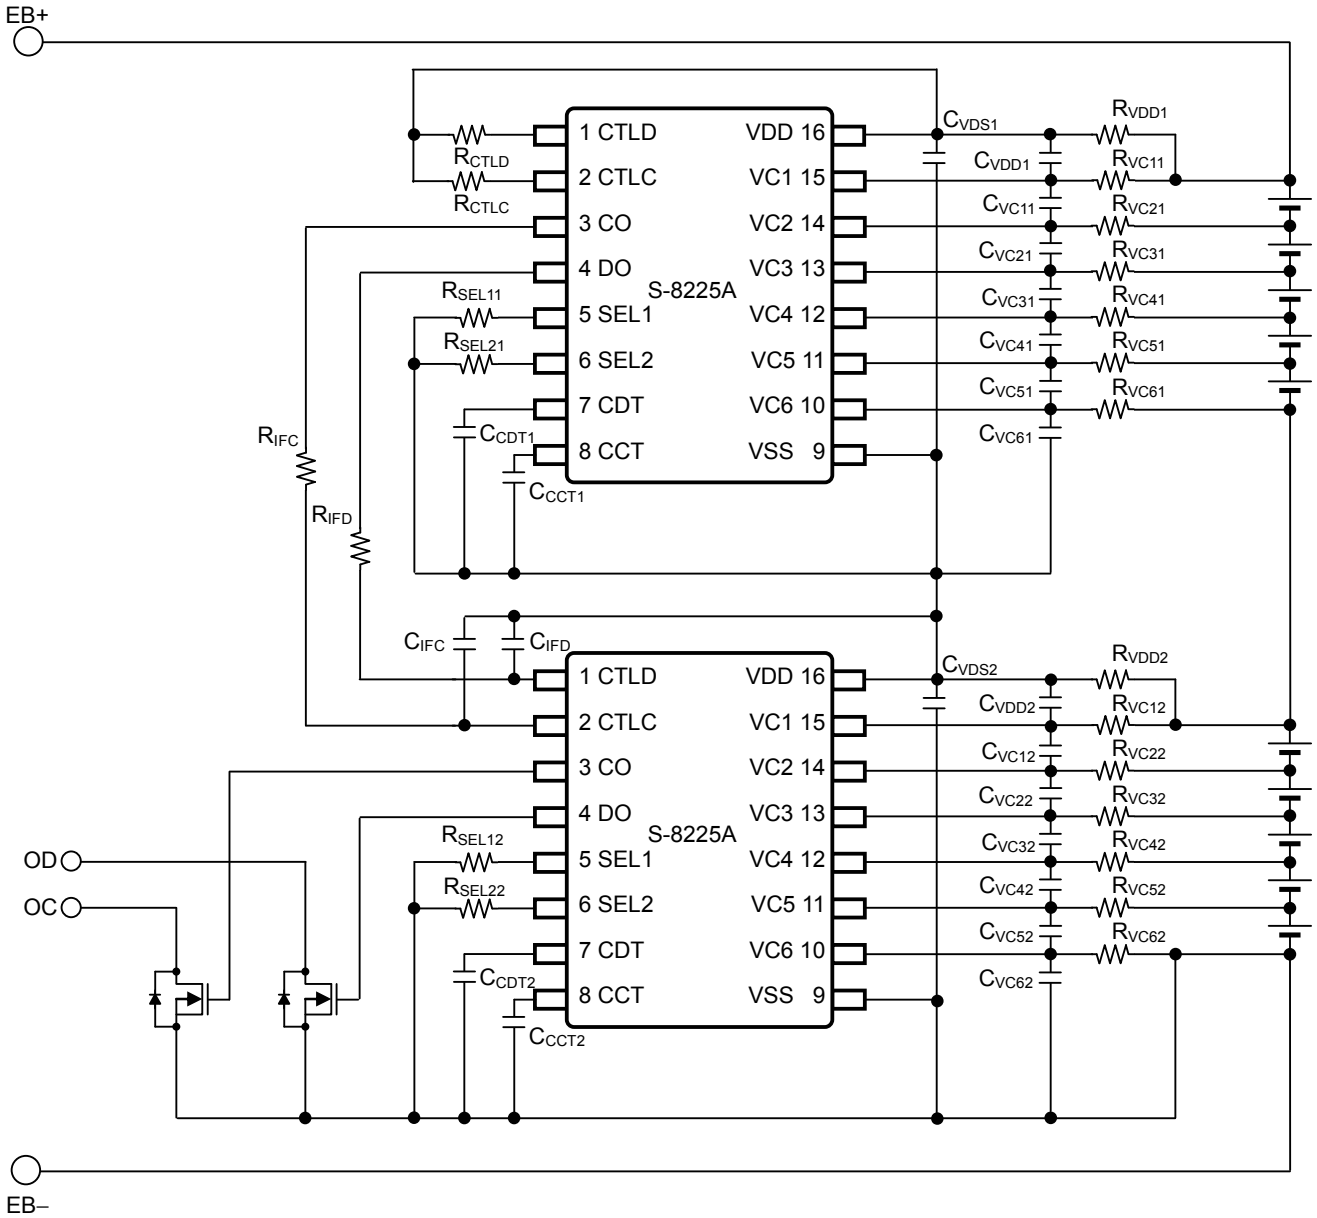 EB+
1 CTLD
2 CTLC
3 CO
4 DO
5 SEL1
6 SEL2
7 CDT
8 CCT
VDD 16
VC1 15
VC2 14
VC3 13
VC4 12
VC5 11
VC6 10
VSS 9
S-8225A
RCTLD
RCTLC
RSEL11
RSEL21
CCDT1
CCCT1
RIFC
RIFD
CVDS1
CVDD1
CVC11
CVC21
CVC31
CVC41
CVC51
CVC61
RVDD1
RVC11
RVC21
RVC31
RVC41
RVC51
RVC61
CIFC
CIFD
1 CTLD
2 CTLC
3 CO
4 DO
5 SEL1
6 SEL2
7 CDT
8 CCT
VDD 16
VC1 15
VC2 14
VC3 13
VC4 12
VC5 11
VC6 10
VSS 9
S-8225A
RSEL12
RSEL22
CCDT2
CCCT2
CVDS2
CVDD2
CVC12
CVC22
CVC32
CVC42
CVC52
CVC62
RVDD2
RVC12
RVC22
RVC32
RVC42
RVC52
RVC62
OD
OC
EB−